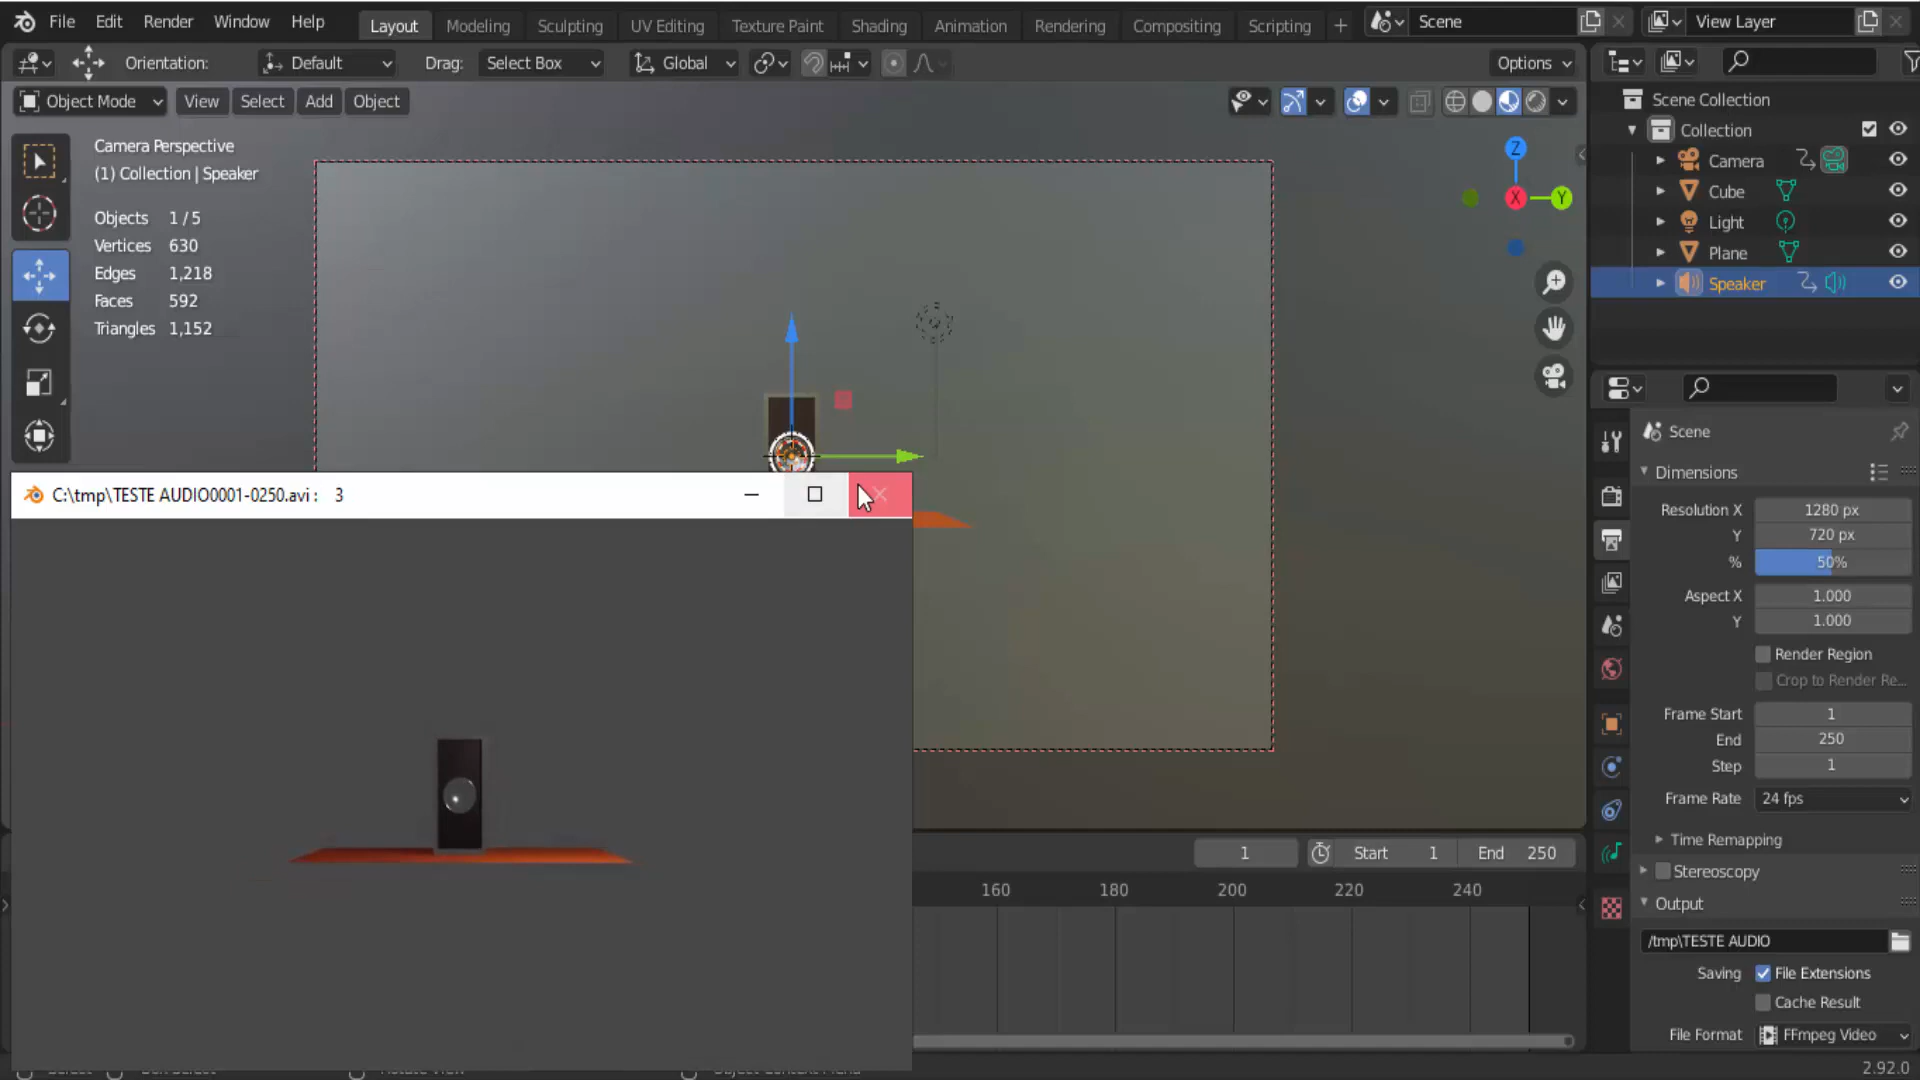 File Edit Render Window Help Layout Modeling Sculpting UV Editing Texture Paint Shading Animation Rendering Compositing Scripting + Scene View Layer
Orientation: Default Drag: Select Box Global Options
Object Mode View Select Add Object
Camera Perspective
(1) Collection | Speaker
Objects 1/5
Vertices 630
Edges 1,218
Faces 592
Triangles 1,152
Z
X
Y
C:\tmp\TESTE AUDIO0001-0250.avi : 3
1 Start 1 End 250
160 180 200 220 240
Scene Collection
Collection
Camera
Cube
Light
Plane
Speaker
Scene
Dimensions
Resolution X 1280 px
Y 720 px
% 50%
Aspect X 1.000
Y 1.000
Render Region
Crop to Render Re...
Frame Start 1
End 250
Step 1
Frame Rate 24 fps
Time Remapping
Stereoscopy
Output
/tmp\TESTE AUDIO
Saving File Extensions
Cache Result
File Format FFmpeg Video
2.92.0